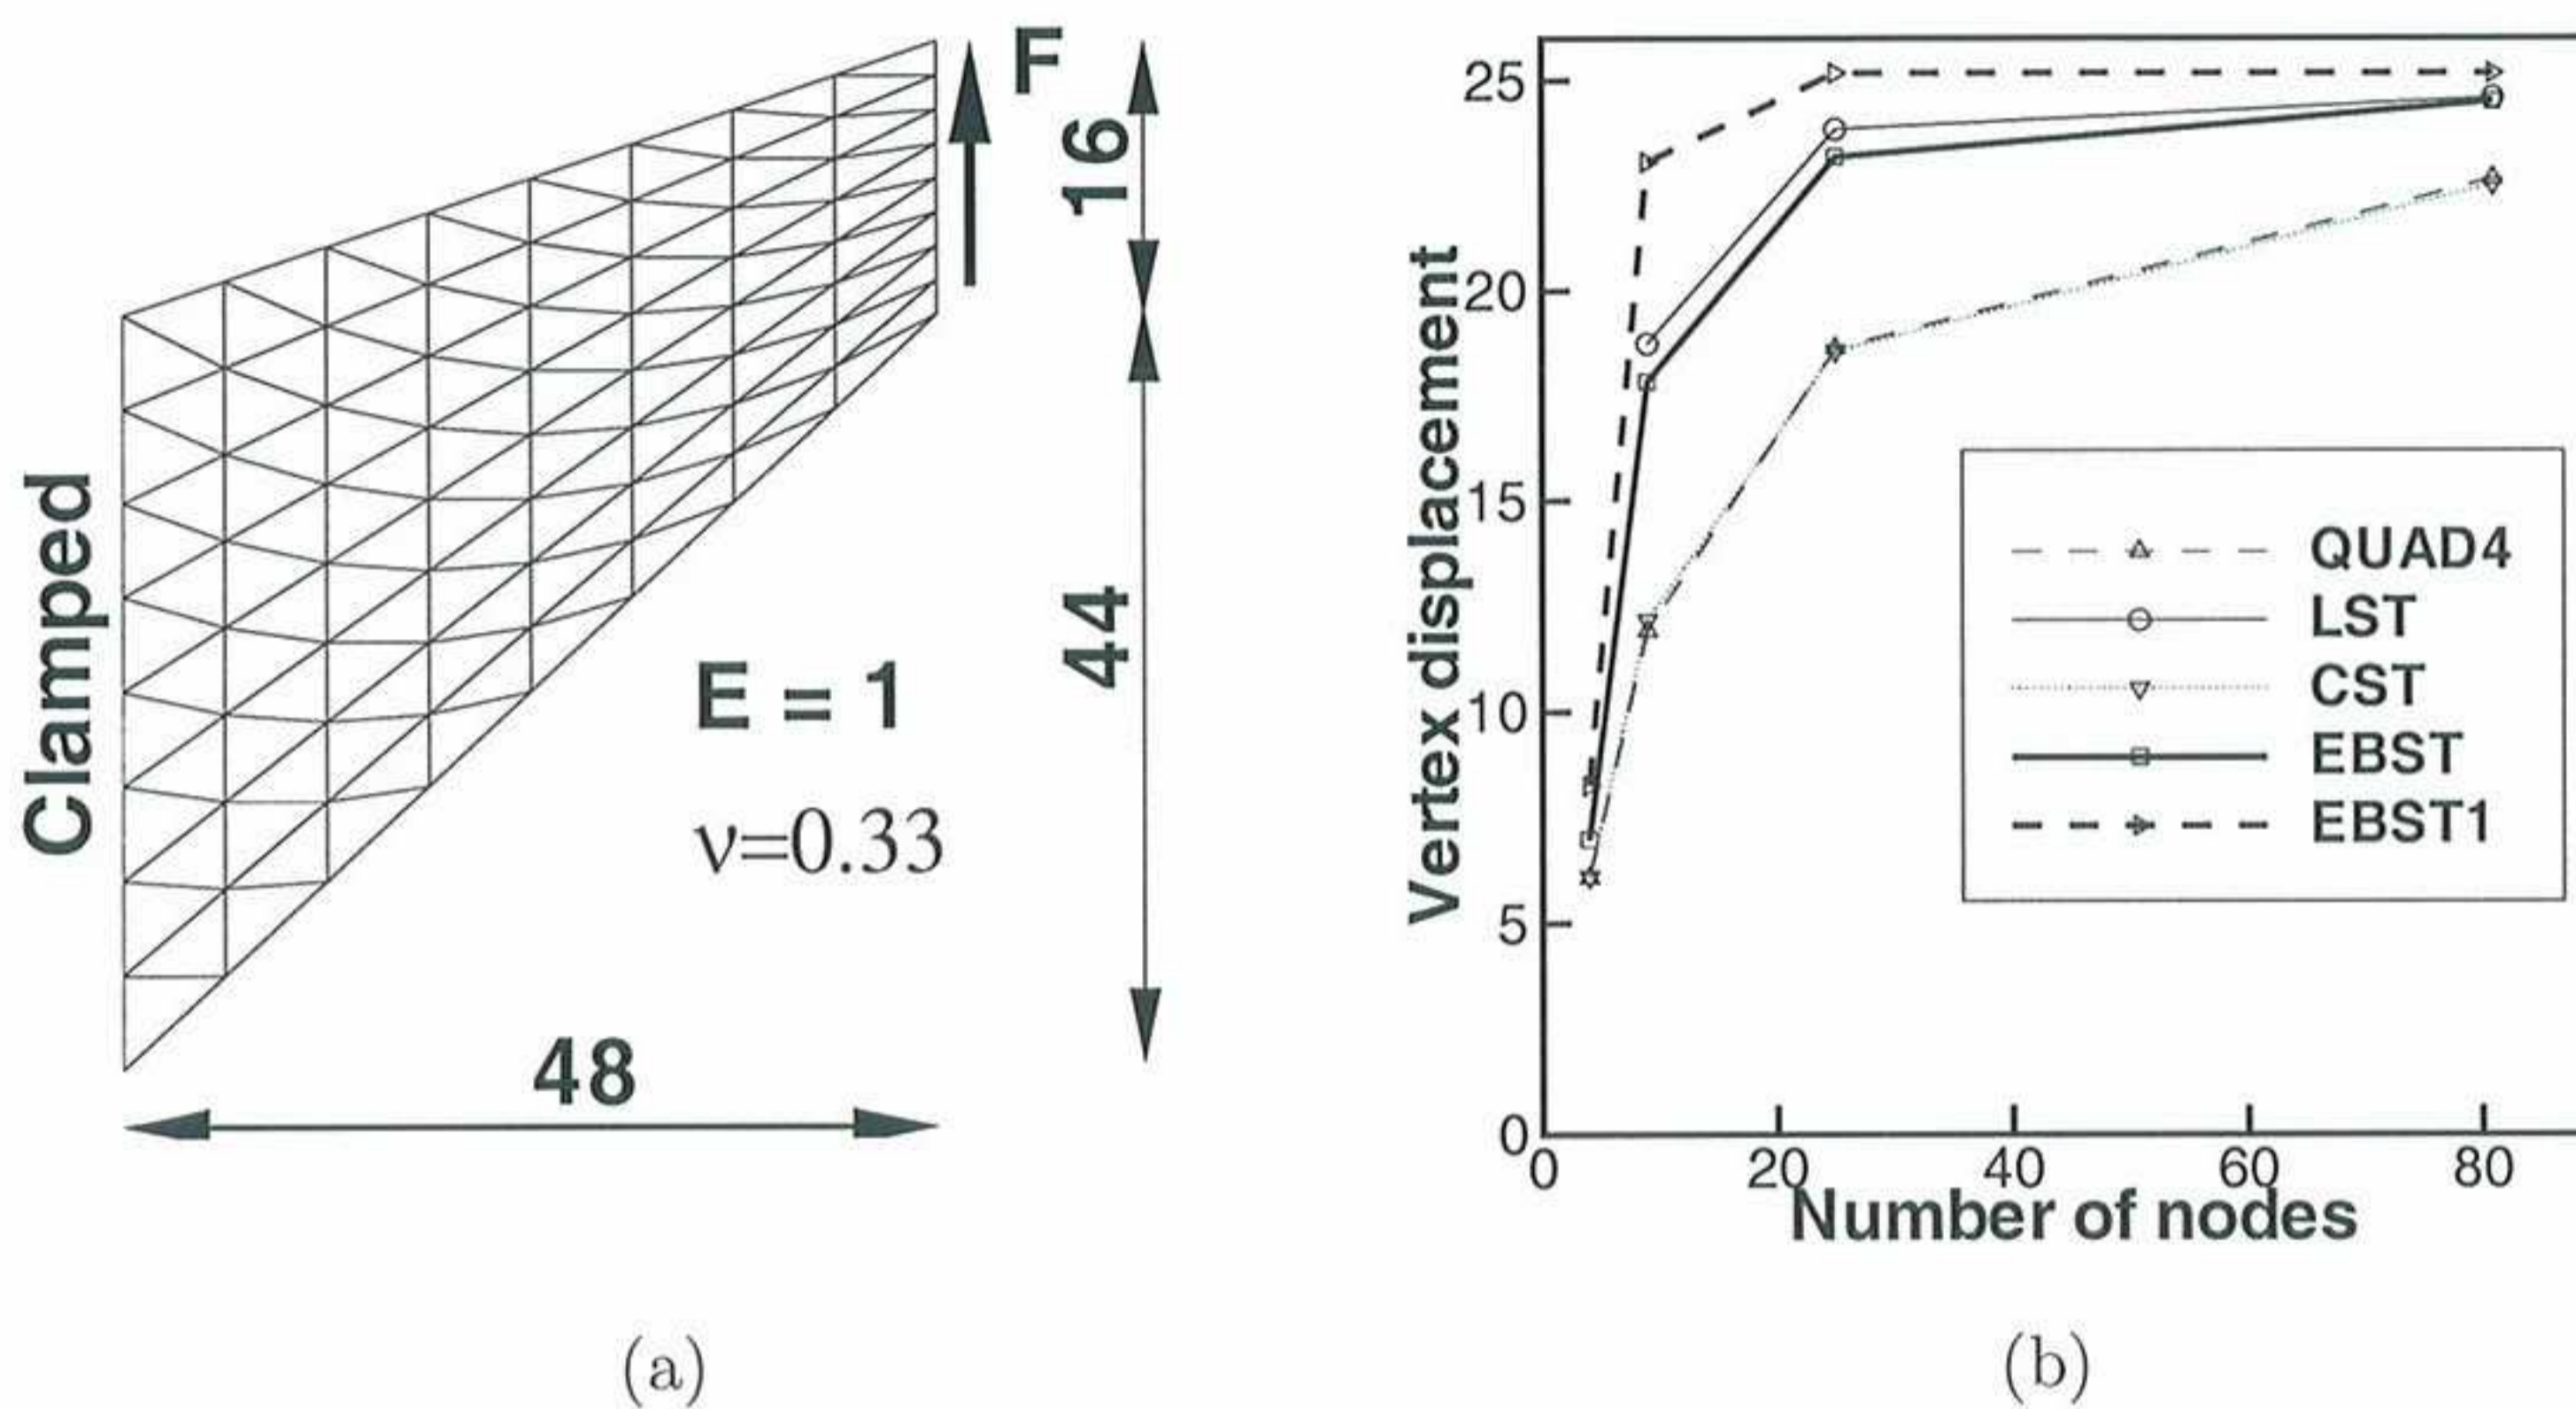 F
16
44
48
Clamped
E = 1
ν=0.33
(a)
Vertex displacement
25
20
15
10
5
0
0 20 40 60 80
Number of nodes
QUAD4
LST
CST
EBST
EBST1
(b)